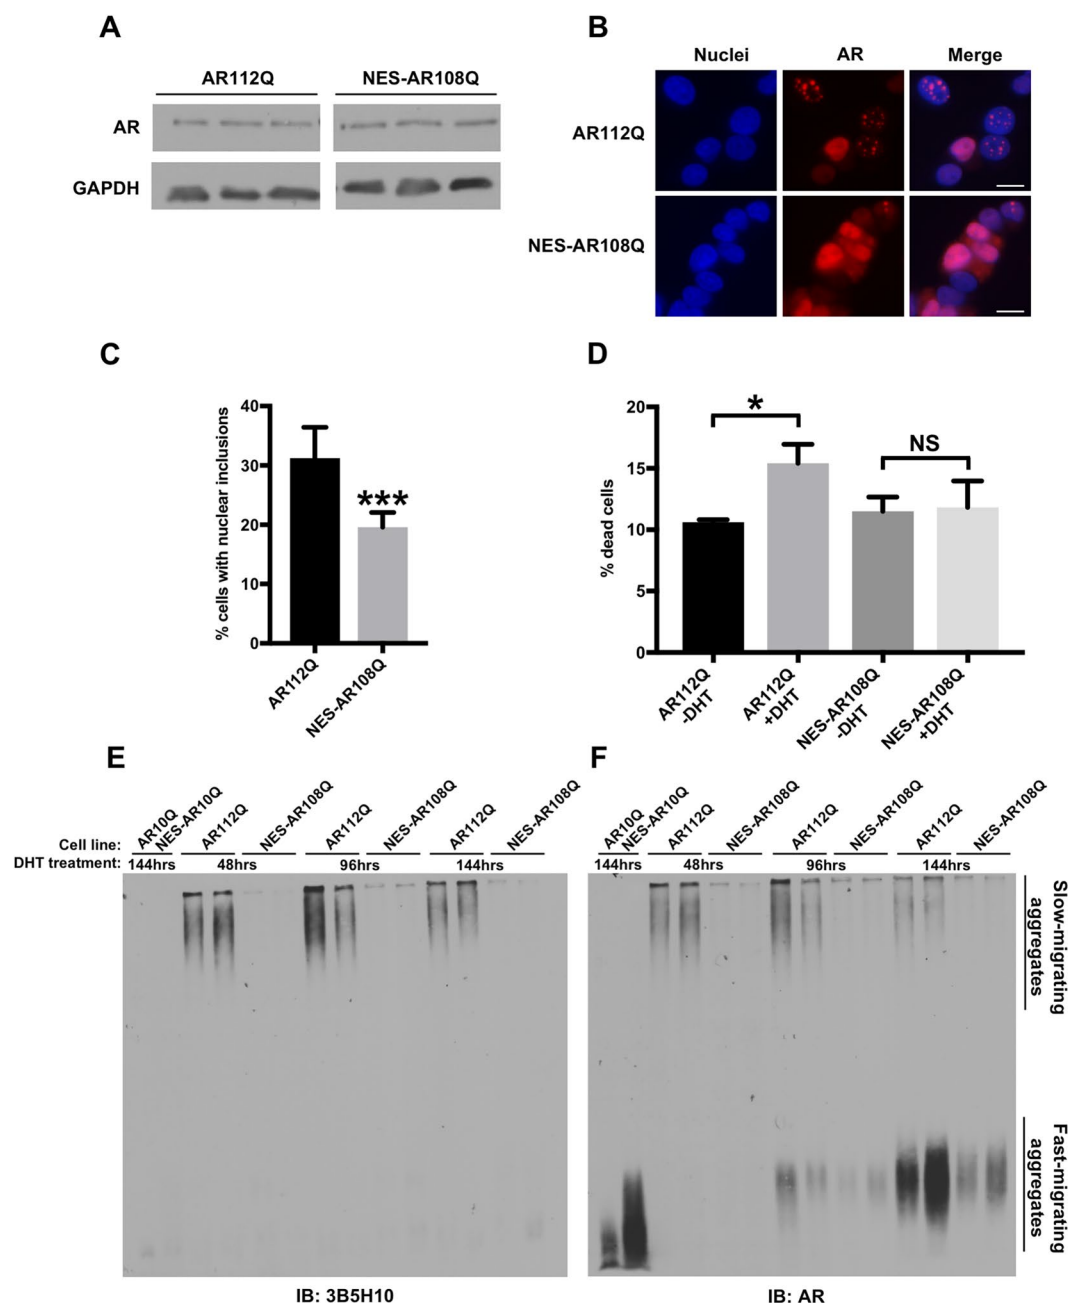 A
AR112Q
NES-AR108Q
AR
GAPDH
B
Nuclei
AR
Merge
AR112Q
NES-AR108Q
C
% cells with nuclear inclusions
40
30
20
10
0
***
AR112Q
NES-AR108Q
D
% dead cells
20
15
10
5
0
*
NS
AR112Q
-DHT
AR112Q
+DHT
NES-AR108Q
-DHT
NES-AR108Q
+DHT
E
Cell line:
AR10Q
NES-AR10Q
AR112Q
NES-AR108Q
AR112Q
NES-AR108Q
AR112Q
NES-AR108Q
DHT treatment:
144hrs
48hrs
96hrs
144hrs
IB: 3B5H10
F
AR10Q
NES-AR10Q
AR112Q
NES-AR108Q
AR112Q
NES-AR108Q
AR112Q
NES-AR108Q
144hrs
48hrs
96hrs
144hrs
Slow-migrating
aggregates
Fast-migrating
aggregates
IB: AR